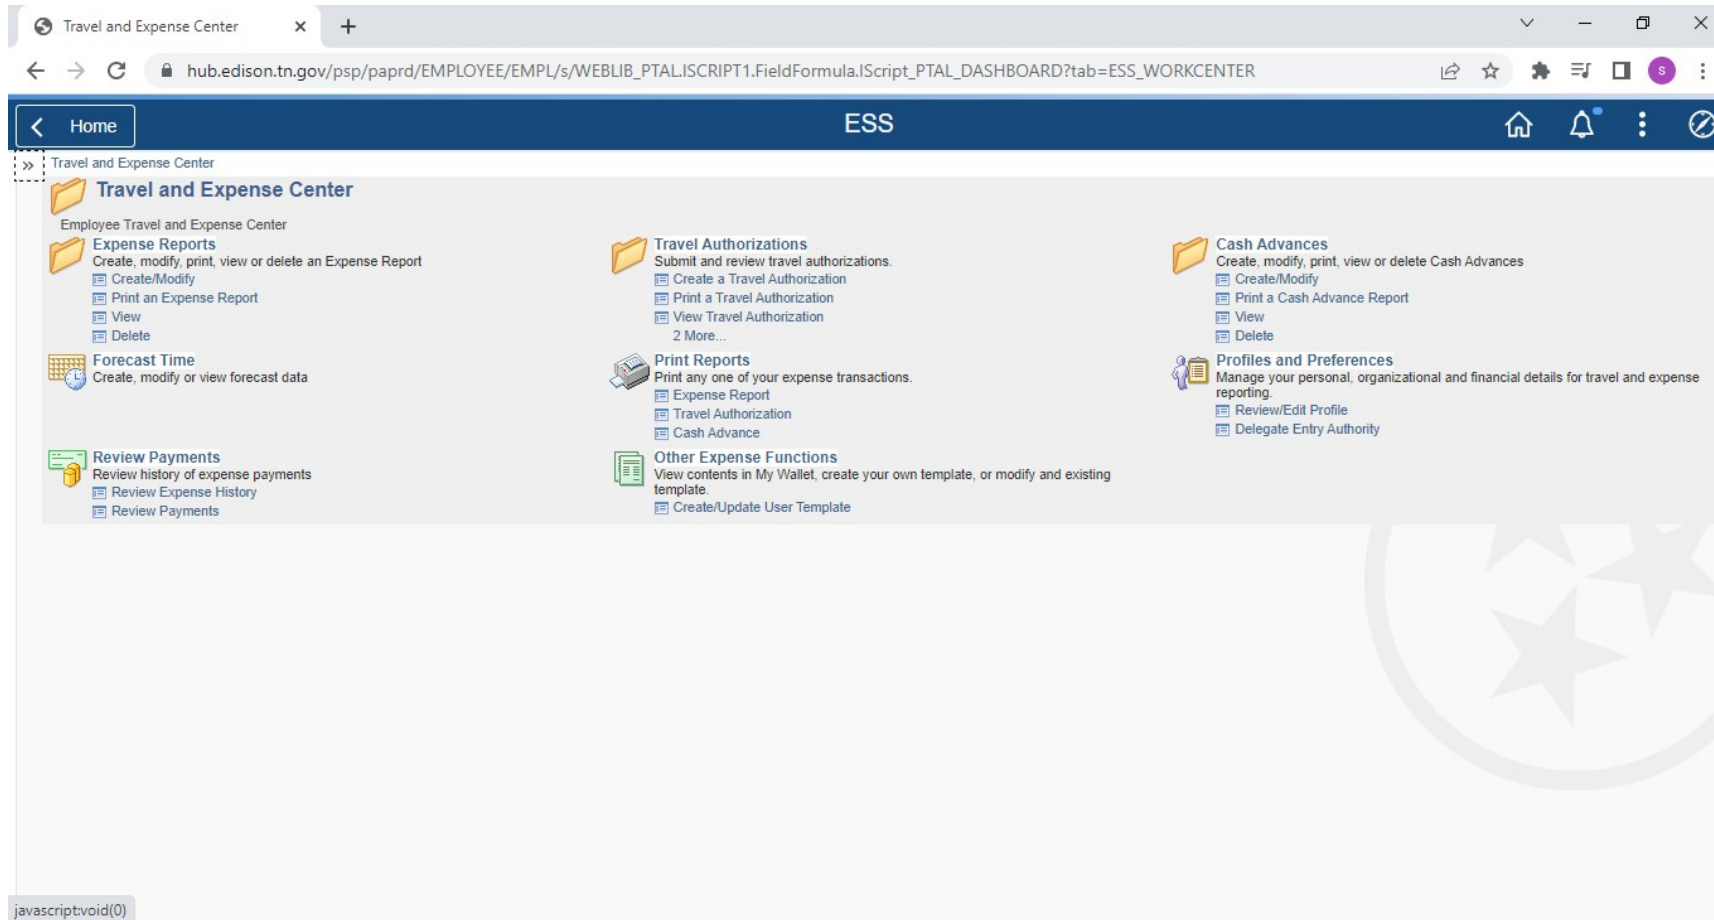 Travel and Expense Center
hub.edison.tn.gov/psp/paprd/EMPLOYEE/EMPL/s/WEBLIB_PTAL.ISCRIPT1.FieldFormula.IScript_PTAL_DASHBOARD?tab=ESS_WORKCENTER
S
Home
ESS
Travel and Expense Center
Travel and Expense Center
Employee Travel and Expense Center
Expense Reports
Create, modify, print, view or delete an Expense Report
Create/Modify
Print an Expense Report
View
Delete
Travel Authorizations
Submit and review travel authorizations.
Create a Travel Authorization
Print a Travel Authorization
View Travel Authorization
2 More...
Cash Advances
Create, modify, print, view or delete Cash Advances
Create/Modify
Print a Cash Advance Report
View
Delete
Forecast Time
Create, modify or view forecast data
Print Reports
Print any one of your expense transactions.
Expense Report
Travel Authorization
Cash Advance
Profiles and Preferences
Manage your personal, organizational and financial details for travel and expense
reporting.
Review/Edit Profile
Delegate Entry Authority
Review Payments
Review history of expense payments
Review Expense History
Review Payments
Other Expense Functions
View contents in My Wallet, create your own template, or modify and existing
template.
Create/Update User Template
javascript:void(0)